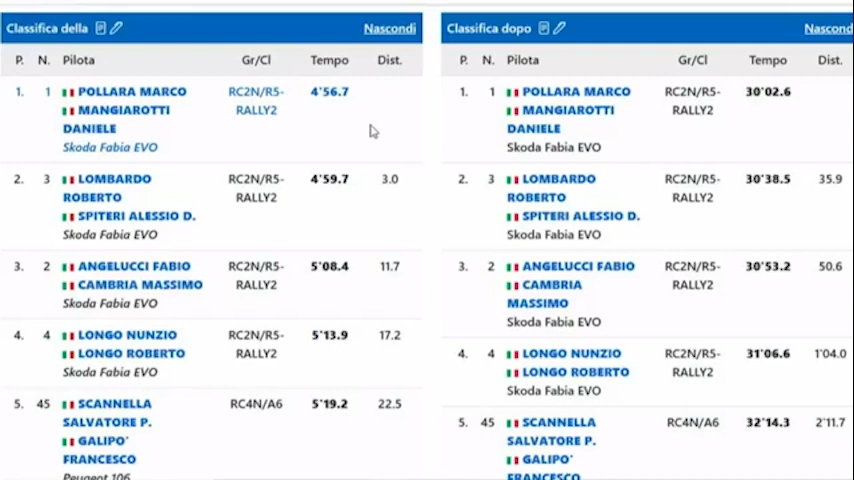 Classifica della Nascondi
P. N. Pilota Gr/Cl Tempo Dist.
1. 1 POLLARA MARCO RC2N/R5- 4'56.7
MANGIAROTTI RALLY2
DANIELE
Skoda Fabia EVO
2. 3 LOMBARDO RC2N/R5- 4'59.7 3.0
ROBERTO RALLY2
SPITERI ALESSIO D.
Skoda Fabia EVO
3. 2 ANGELUCCI FABIO RC2N/R5- 5'08.4 11.7
CAMBRIA MASSIMO RALLY2
Skoda Fabia EVO
4. 4 LONGO NUNZIO RC2N/R5- 5'13.9 17.2
LONGO ROBERTO RALLY2
Skoda Fabia EVO
5. 45 SCANNELLA RC4N/A6 5'19.2 22.5
SALVATORE P.
GALIPO'
FRANCESCO
Peugeot 106
Classifica dopo Nascond
P. N. Pilota Gr/Cl Tempo Dist.
1. 1 POLLARA MARCO RC2N/R5- 30'02.6
MANGIAROTTI RALLY2
DANIELE
Skoda Fabia EVO
2. 3 LOMBARDO RC2N/R5- 30'38.5 35.9
ROBERTO RALLY2
SPITERI ALESSIO D.
Skoda Fabia EVO
3. 2 ANGELUCCI FABIO RC2N/R5- 30'53.2 50.6
CAMBRIA RALLY2
MASSIMO
Skoda Fabia EVO
4. 4 LONGO NUNZIO RC2N/R5- 31'06.6 1'04.0
LONGO ROBERTO RALLY2
Skoda Fabia EVO
5. 45 SCANNELLA RC4N/A6 32'14.3 2'11.7
SALVATORE P.
GALIPO'
FRANCESCO